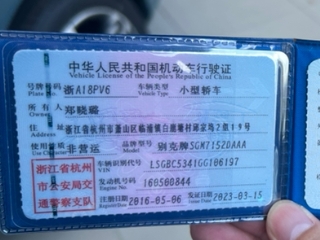 中华人民共和国机动车行驶证
Vehicle License of the People's Republic of China
号牌号码 浙A18PV6 车辆类型 小型轿车
Plate No. Vehicle Type
所有人 郑晓璐
Owner
住址 浙江省杭州市萧山区临浦镇白鹿塘村邱家坞2组19号
Address
使用性质 非营运 品牌型号 别克牌SGM7152DAAA
Use Character Model
浙江省杭州
市公安局交
通警察支队
车辆识别代号 LSGBC5341GG106197
VIN
发动机号码 160500844
Engine No.
注册日期 2016-05-06 发证日期 2023-03-15
Register Date Issue Date